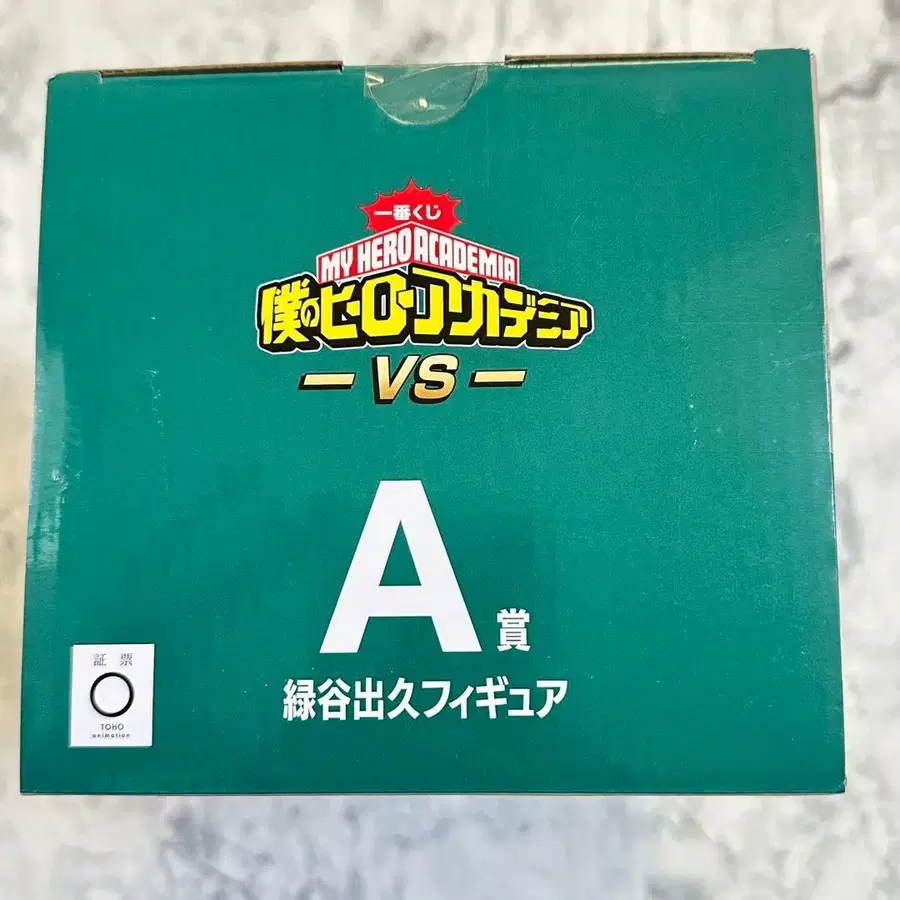 一番くじ
MY HERO ACADEMIA
僕のヒーローアカデミア
VS
A賞
緑谷出久フィギュア
証票
TOHO
animation